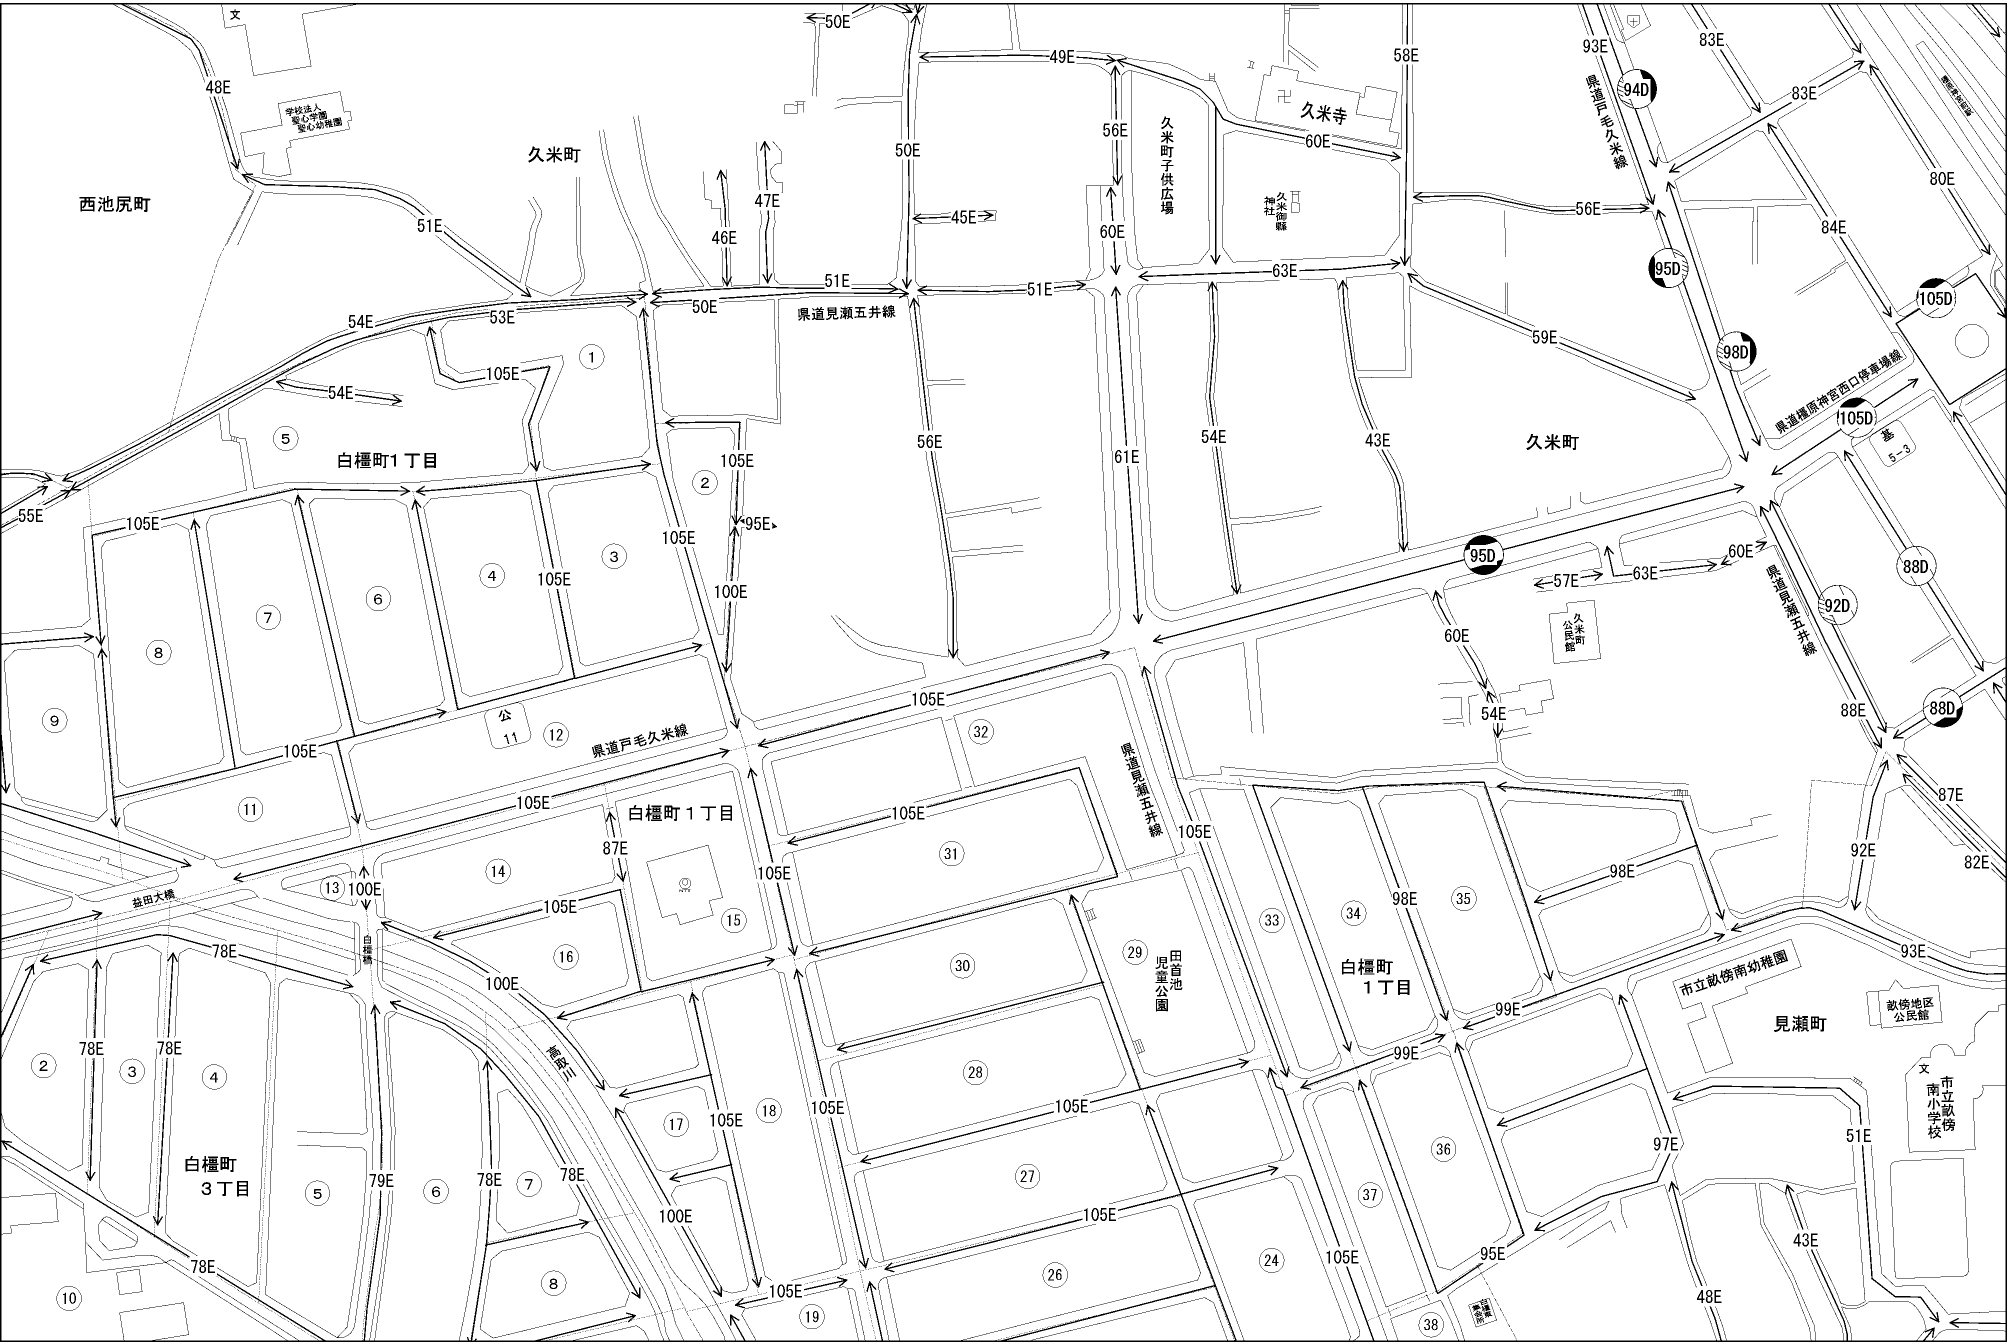 文
50E
49E
58E
93E
83E
48E
94D
83E
学校法人
聖心学園
聖心幼稚園
久米寺
県道戸毛久米線
久米町
50E
56E
久米町子供広場
60E
80E
西池尻町
47E
45E
久米御縣
神社
56E
51E
46E
60E
84E
51E
63E
95D
105D
54E
53E
50E
県道見瀬五井線
51E
59E
98D
1
105E
54E
県道橿原神宮西口停車場線
105D
5
白橿町1丁目
56E
54E
43E
久米町
基
5-3
105E
2
61E
55E
105E
95E
105E
3
4
105E
100E
95D
60E
57E
63E
88D
7
6
92D
8
60E
久米町
公民館
県道見瀬五井線
9
公
11
12
県道戸毛久米線
105E
32
54E
88E
88D
105E
県道見瀬五井線
11
105E
白橿町1丁目
105E
105E
87E
14
87E
31
92E
82E
13
100E
105E
98E
益田大橋
105E
15
33
34
98E
35
白橿橋
16
30
29
田首池
児童公園
白橿町
1丁目
78E
100E
市立畝傍南幼稚園
93E
畝傍地区
公民館
見瀬町
99E
2
78E
3
78E
4
高取川
28
99E
文
市立畝傍
南小学校
105E
18
105E
105E
17
97E
51E
36
白橿町
3丁目
5
79E
6
78E
7
78E
27
37
100E
105E
43E
78E
8
26
24
105E
95E
48E
10
105E
19
38
白橿東
集会所